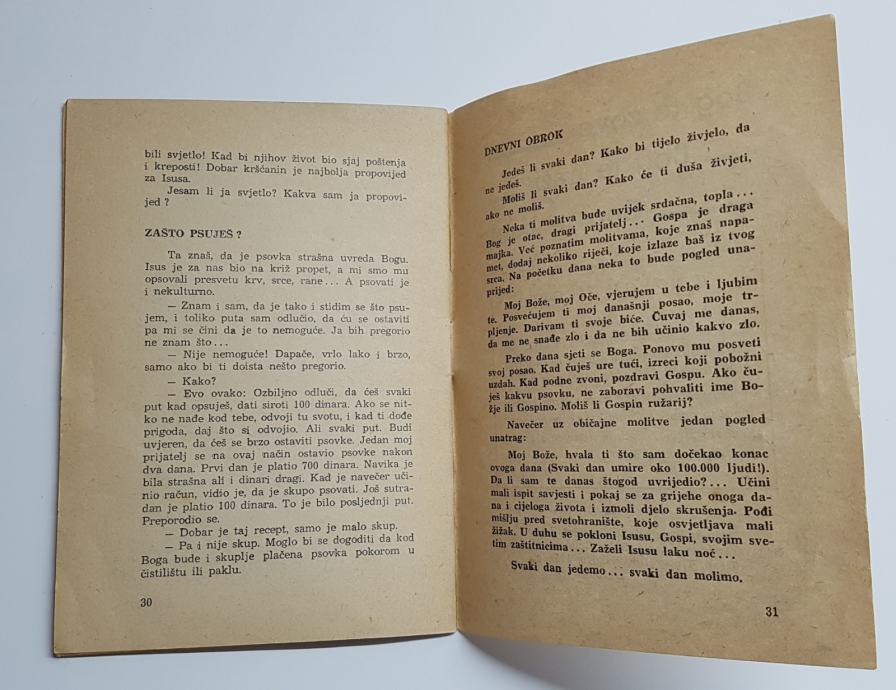 bili svjetlo! Kad bi njihov život bio sjaj poštenja
i kreposti! Dobar kršćanin je najbolja propovijed
za Isusa.
Jesam li ja svjetlo? Kakva sam ja propovi-
jed ?
ZAŠTO PSUJEŠ ?
Ta znaš, da je psovka strašna uvreda Bogu.
Isus je za nas bio na križ propet, a mi smo mu
opsovali presvetu krv, srce, rane... A psovati je
i nekulturno.
— Znam i sam, da je tako i stidim se što psu-
jem, i toliko puta sam odlučio, da ću se ostaviti
pa mi se čini da je to nemoguće. Ja bih pregorio
ne znam što...
— Nije nemoguće! Dapače, vrlo lako i brzo,
samo ako bi ti doista nešto pregorio.
— Kako?
— Evo ovako: Ozbiljno odluči, da ćeš svaki
put kad opsuješ, dati siroti 100 dinara. Ako se nit-
ko ne nađe kod tebe, odvoji tu svotu, i kad ti dođe
prigoda, daj što si odvojio. Ali svaki put. Budi
uvjeren, da ćeš se brzo ostaviti psovke. Jedan moj
prijatelj se na ovaj način ostavio psovke nakon
dva dana. Prvi dan je platio 700 dinara. Navika je
bila strašna ali i dinari dragi. Kad je navečer uči-
nio račun, vidio je, da je skupo psovati. Još sutra-
dan je platio 100 dinara. To je bilo posljednji put.
Preporodio se.
— Dobar je taj recept, samo je malo skup.
— Pa i nije skup. Moglo bi se dogoditi da kod
Boga bude i skuplje plaćena psovka pokorom u
čistilištu ili paklu.
30
DNEVNI OBROK
Jedeš li svaki dan? Kako bi tijelo živjelo, da
ne jedeš.
Moliš li svaki dan? Kako će ti duša živjeti,
ako ne moliš.
Neka ti molitva bude uvijek srdačna, topla...
Bog je otac, dragi prijatelj... Gospa je draga
majka. Već poznatim molitvama, koje znaš napa-
met, dodaj nekoliko riječi, koje izlaze baš iz tvog
srca. Na početku dana neka to bude pogled una-
prijed:
Moj Bože, moj Oče, vjerujem u tebe i ljubim
te. Posvećujem ti moj današnji posao, moje tr-
pljenje. Darivam ti svoje biće. Čuvaj me danas,
da me ne snađe zlo i da ne bih učinio kakvo zlo.
Preko dana sjeti se Boga. Ponovo mu posveti
svoj posao. Kad čuješ ure tući, izreci koji pobožni
uzdah. Kad podne zvoni, pozdravi Gospu. Ako ču-
ješ kakvu psovku, ne zaboravi pohvaliti ime Bo-
žje ili Gospino. Moliš li Gospin ružarij?
Navečer uz običajne molitve jedan pogled
unatrag:
Moj Bože, hvala ti što sam dočekao konac
ovoga dana (Svaki dan umire oko 100.000 ljudi!).
Da li sam te danas štogod uvrijedio?... Učini
mali ispit savjesti i pokaj se za grijehe onoga da-
na i cijeloga života i izmoli djelo skrušenja. Pođi
mišlju pred svetohranište, koje osvjetljava mali
žižak. U duhu se pokloni Isusu, Gospi, svojim sve-
tim zaštitnicima... Zaželi Isusu laku noć...
Svaki dan jedemo... svaki dan molimo.
31